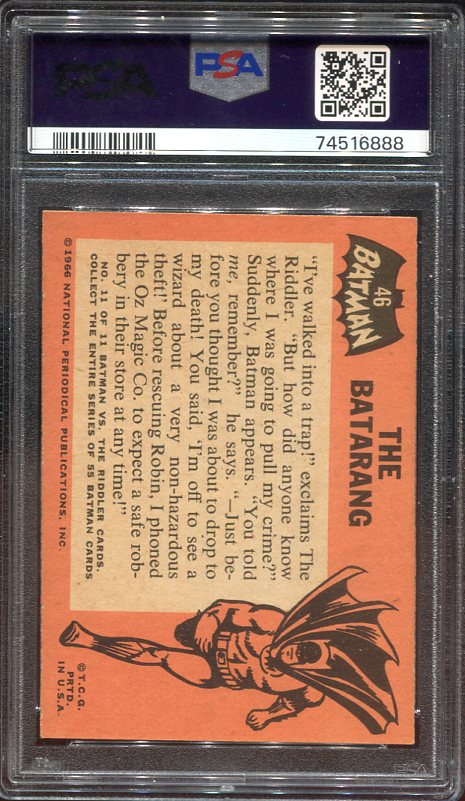 PSA
PSA
74516888
46
BATMAN
THE
BATARANG
"I've walked into a trap!" exclaims The
Riddler. "But how did anyone know
where I was going to pull my crime?"
Suddenly, Batman appears. "You told
me, remember?" he says. "—Just be-
fore you thought I was about to drop to
my death! You said, 'I'm off to see a
wizard about a very non-hazardous
theft! Before rescuing Robin, I phoned
the Oz Magic Co. to expect a safe rob-
bery in their store at any time!"
NO. 11 OF 11 BATMAN VS. THE RIDDLER CARDS.
COLLECT THE ENTIRE SERIES OF 55 BATMAN CARDS
© 1966 NATIONAL PERIODICAL PUBLICATIONS, INC.
© T.C.G.
PRTD.
IN U.S.A.
PSA